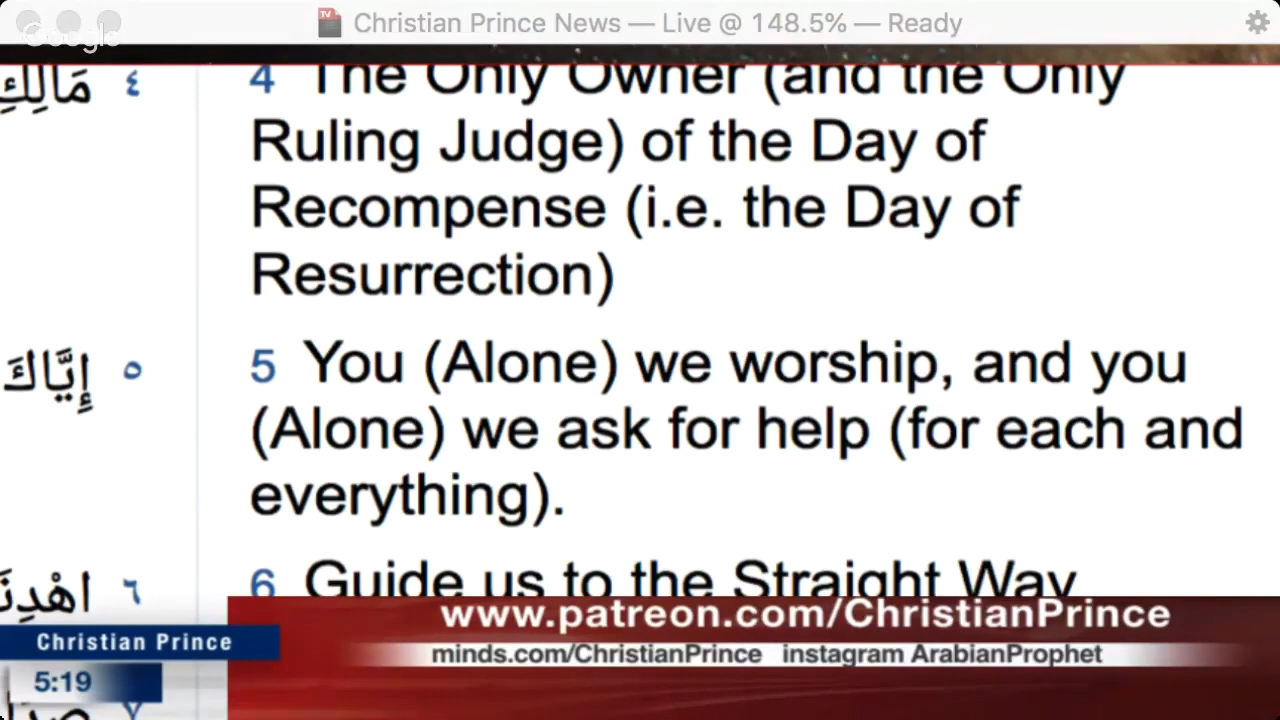 Christian Prince News — Live @ 148.5% — Ready
Google
مَالِكِ ٤
4 The Only Owner (and the Only
Ruling Judge) of the Day of
Recompense (i.e. the Day of
Resurrection)
إِيَّاكَ ٥
5 You (Alone) we worship, and you
(Alone) we ask for help (for each and
everything).
٦
6 Guide us to the Straight Way
www.patreon.com/ChristianPrince
Christian Prince
minds.com/ChristianPrince instagram ArabianProphet
5:19
٧